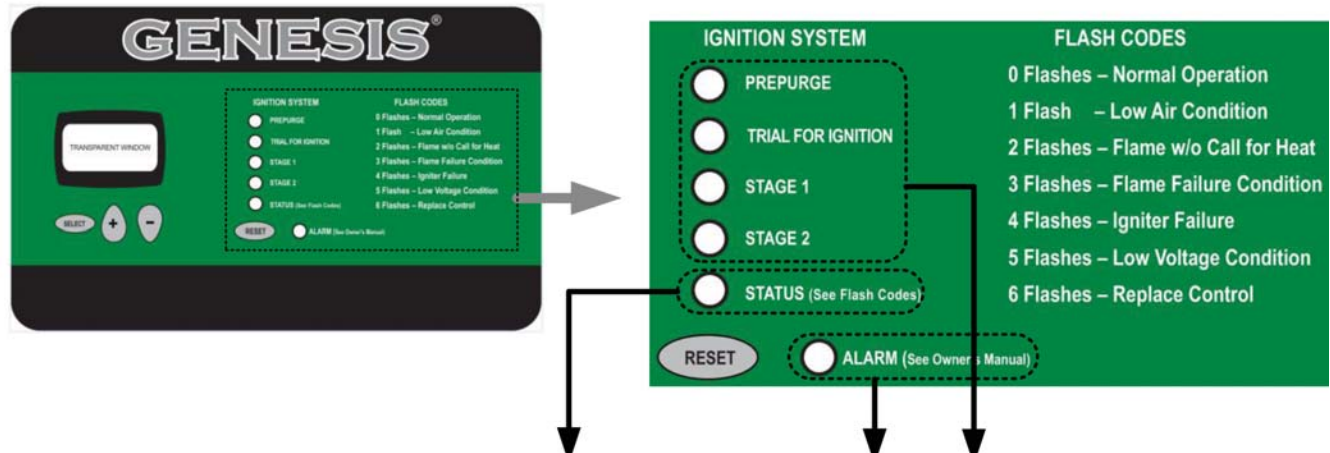 GENESIS®
TRANSPARENT WINDOW
SELECT
+
-
IGNITION SYSTEM
PREPURGE
TRIAL FOR IGNITION
STAGE 1
STAGE 2
STATUS (See Flash Codes)
RESET
ALARM (See Owner's Manual)
FLASH CODES
0 Flashes – Normal Operation
1 Flash – Low Air Condition
2 Flashes – Flame w/o Call for Heat
3 Flashes – Flame Failure Condition
4 Flashes – Igniter Failure
5 Flashes – Low Voltage Condition
6 Flashes – Replace Control
IGNITION SYSTEM
PREPURGE
TRIAL FOR IGNITION
STAGE 1
STAGE 2
STATUS (See Flash Codes)
RESET
ALARM (See Owner's Manual)
FLASH CODES
0 Flashes – Normal Operation
1 Flash – Low Air Condition
2 Flashes – Flame w/o Call for Heat
3 Flashes – Flame Failure Condition
4 Flashes – Igniter Failure
5 Flashes – Low Voltage Condition
6 Flashes – Replace Control